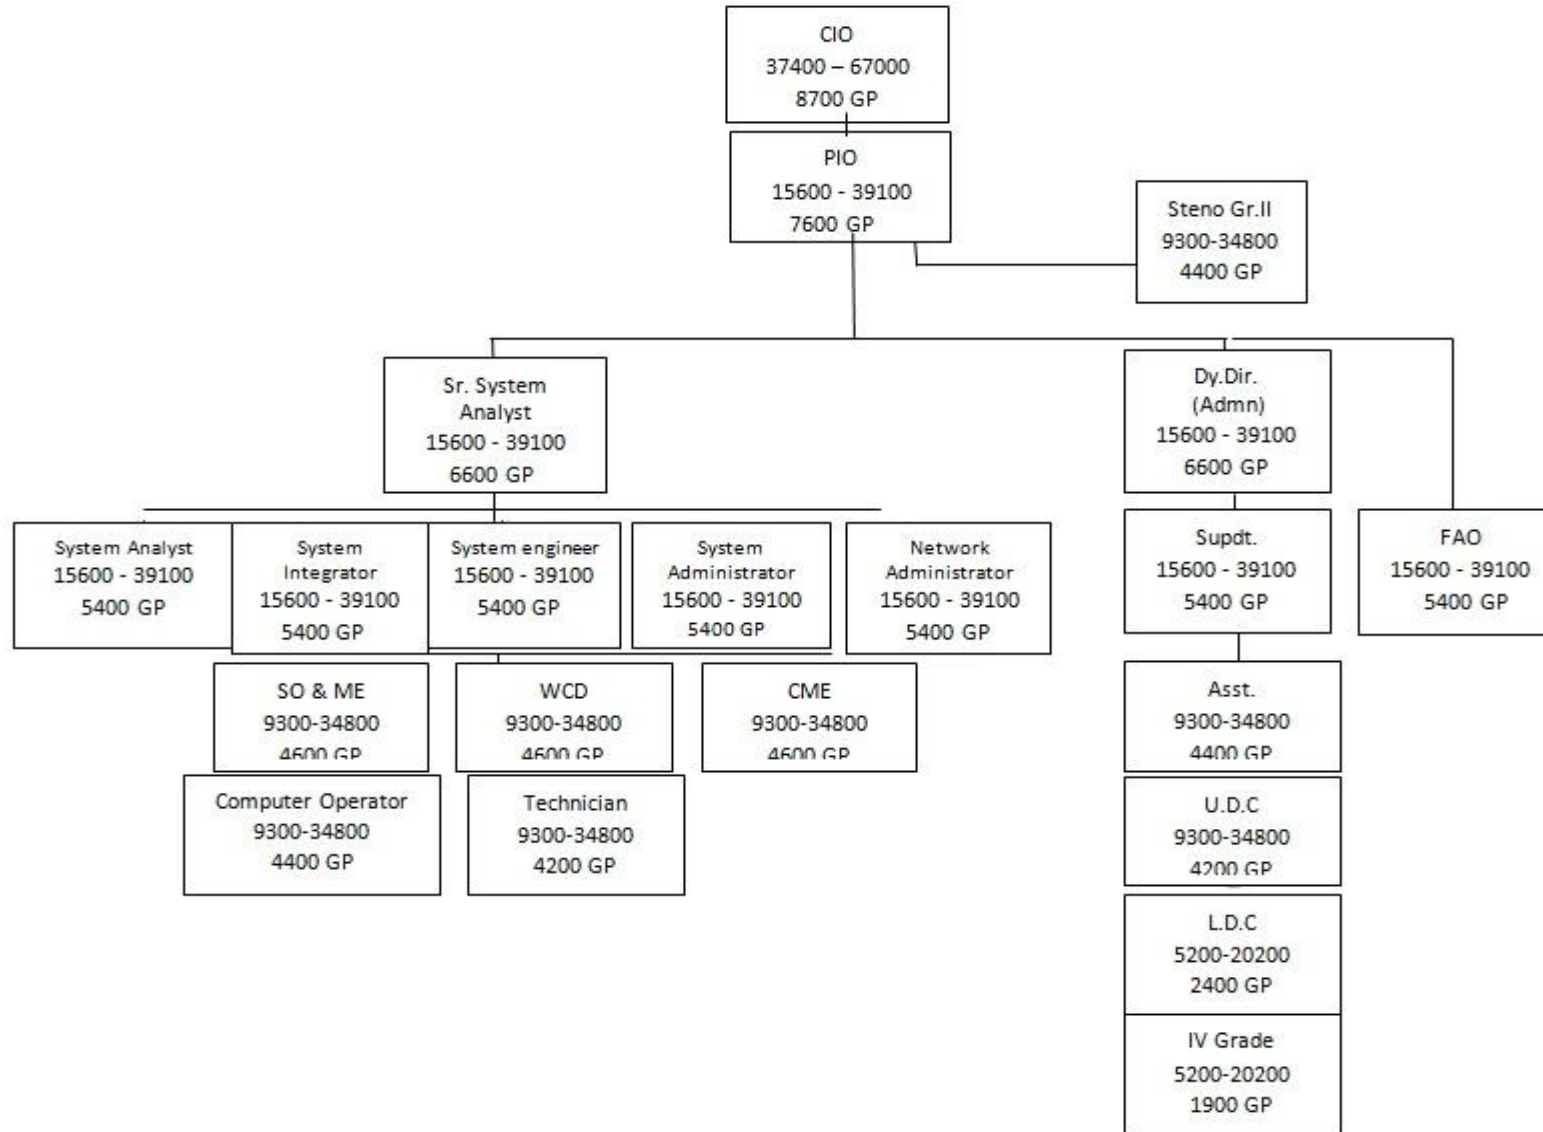 CIO
37400 – 67000
8700 GP
PIO
15600 - 39100
7600 GP
Steno Gr.II
9300-34800
4400 GP
Sr. System
Analyst
15600 - 39100
6600 GP
Dy.Dir.
(Admn)
15600 - 39100
6600 GP
System Analyst
15600 - 39100
5400 GP
System
Integrator
15600 - 39100
5400 GP
System engineer
15600 - 39100
5400 GP
System
Administrator
15600 - 39100
5400 GP
Network
Administrator
15600 - 39100
5400 GP
Supdt.
15600 - 39100
5400 GP
FAO
15600 - 39100
5400 GP
SO & ME
9300-34800
4600 GP
WCD
9300-34800
4600 GP
CME
9300-34800
4600 GP
Asst.
9300-34800
4400 GP
Computer Operator
9300-34800
4400 GP
Technician
9300-34800
4200 GP
U.D.C
9300-34800
4200 GP
L.D.C
5200-20200
2400 GP
IV Grade
5200-20200
1900 GP